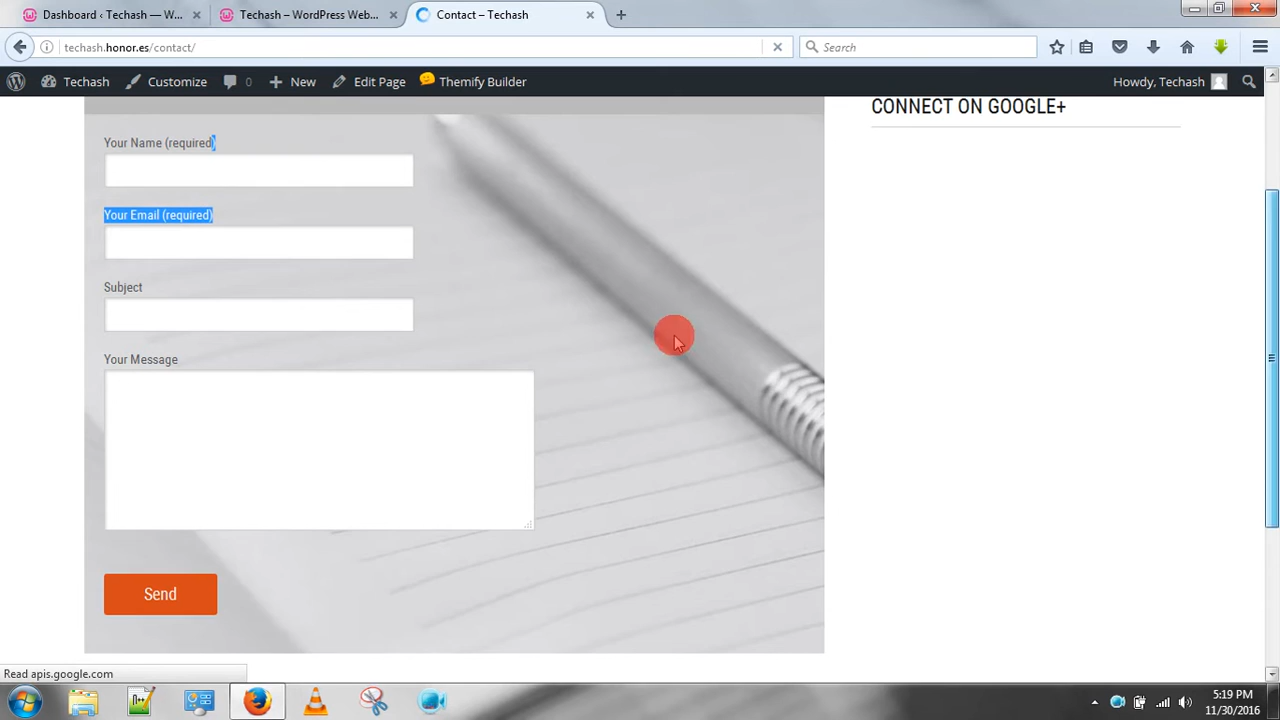 Dashboard ‹ Techash — W...
Techash – WordPress Web...
Contact – Techash
techash.honor.es/contact/
Search
Techash
Customize
0
New
Edit Page
Themify Builder
Howdy, Techash
CONNECT ON GOOGLE+
Your Name (required)
Your Email (required)
Subject
Your Message
Send
Read apis.google.com
5:19 PM
11/30/2016